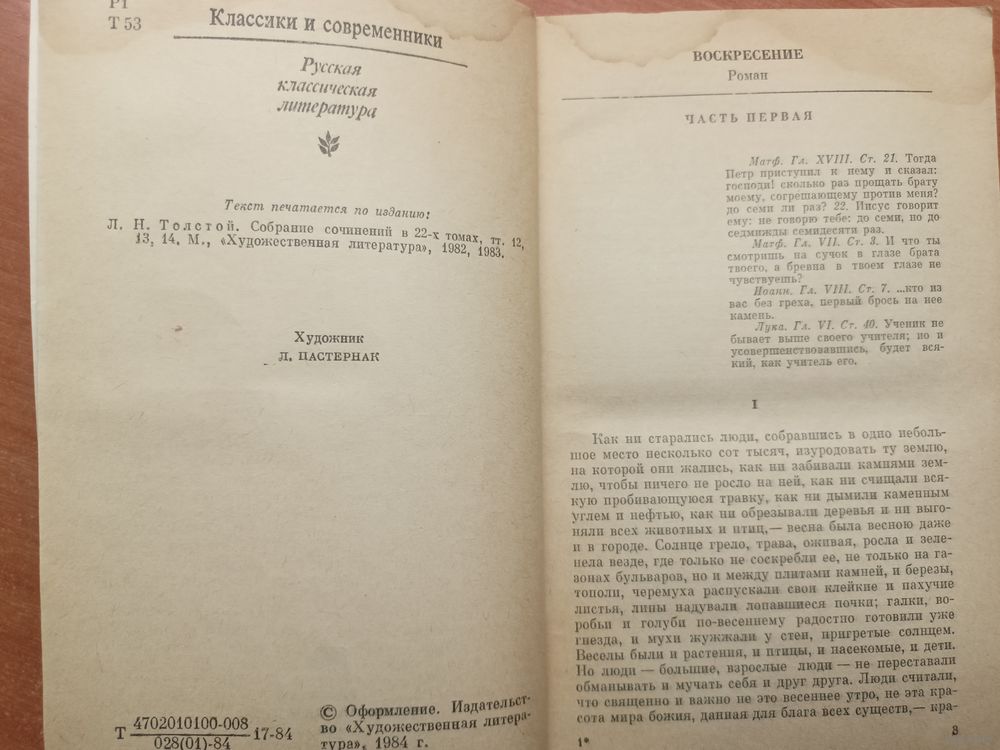 Р1
Т 53
Классики и современники
Русская
классическая
литература
Текст печатается по изданию:
Л. Н. Толстой. Собрание сочинений в 22-х томах, тт. 12,
13, 14. М., «Художественная литература», 1982, 1983.
Художник
Л. ПАСТЕРНАК
Т 4702010100-008 17-84
028(01)-84
© Оформление. Издательст-
во «Художественная литера-
тура», 1984 г.
ВОСКРЕСЕНИЕ
Роман
ЧАСТЬ ПЕРВАЯ
Матф. Гл. XVIII. Ст. 21. Тогда
Петр приступил к нему и сказал:
господи! сколько раз прощать брату
моему, согрешающему против меня?
до семи ли раз? 22. Иисус говорит
ему: не говорю тебе: до семи, но до
седмижды семидесяти раз.
Матф. Гл. VII. Ст. 3. И что ты
смотришь на сучок в глазе брата
твоего, а бревна в твоем глазе не
чувствуешь?
Иоанн. Гл. VIII. Ст. 7. ...кто из
вас без греха, первый брось на нее
камень.
Лука. Гл. VI. Ст. 40. Ученик не
бывает выше своего учителя; но и
усовершенствовавшись, будет вся-
кий, как учитель его.
I
Как ни старались люди, собравшись в одно неболь-
шое место несколько сот тысяч, изуродовать ту землю,
на которой они жались, как ни забивали камнями зем-
лю, чтобы ничего не росло на ней, как ни счищали вся-
кую пробивающуюся травку, как ни дымили каменным
углем и нефтью, как ни обрезывали деревья и ни выго-
няли всех животных и птиц,— весна была весною даже
и в городе. Солнце грело, трава, оживая, росла и зеле-
нела везде, где только не соскребли ее, не только на га-
зонах бульваров, но и между плитами камней, и березы,
тополи, черемуха распускали свои клейкие и пахучие
листья, липы надували лопавшиеся почки; галки, во-
робьи и голуби по-весеннему радостно готовили уже
гнезда, и мухи жужжали у стен, пригретые солнцем.
Веселы были и растения, и птицы, и насекомые, и дети.
Но люди — большие, взрослые люди — не переставали
обманывать и мучать себя и друг друга. Люди считали,
что священно и важно не это весеннее утро, не эта кра-
сота мира божия, данная для блага всех существ,— кра-
1*
3